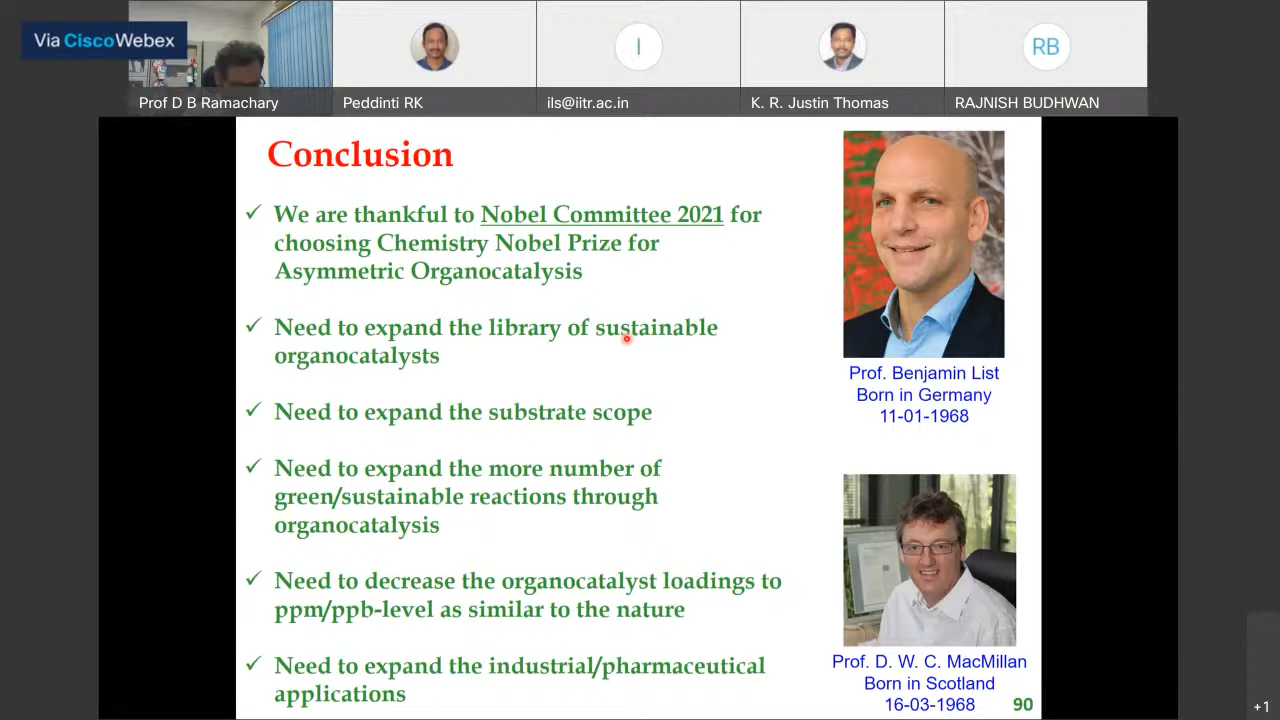 Via CiscoWebex
Prof D B Ramachary
Peddinti RK
I
ils@iitr.ac.in
K. R. Justin Thomas
RB
RAJNISH BUDHWAN
Conclusion
✓ We are thankful to Nobel Committee 2021 for
choosing Chemistry Nobel Prize for
Asymmetric Organocatalysis
✓ Need to expand the library of sustainable
organocatalysts
✓ Need to expand the substrate scope
✓ Need to expand the more number of
green/sustainable reactions through
organocatalysis
✓ Need to decrease the organocatalyst loadings to
ppm/ppb-level as similar to the nature
✓ Need to expand the industrial/pharmaceutical
applications
Prof. Benjamin List
Born in Germany
11-01-1968
Prof. D. W. C. MacMillan
Born in Scotland
16-03-1968
90
+1